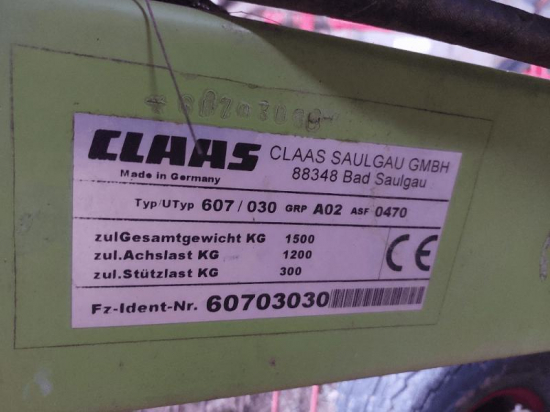 CLAAS CLAAS SAULGAU GMBH
Made in Germany 88348 Bad Saulgau
Typ/UTyp 607/030 GRP A02 ASF 0470
zulGesamtgewicht KG 1500
zul.Achslast KG 1200
zul.Stützlast KG 300
CE
Fz-Ident-Nr. 60703030